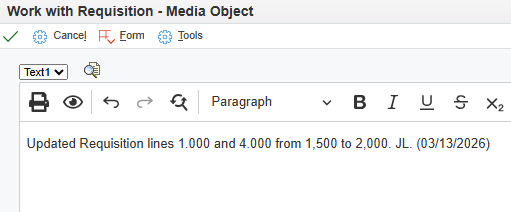 Work with Requisition - Media Object
Cancel Form Tools
Text1
Paragraph B I U S X2
Updated Requisition lines 1.000 and 4.000 from 1,500 to 2,000. JL. (03/13/2026)